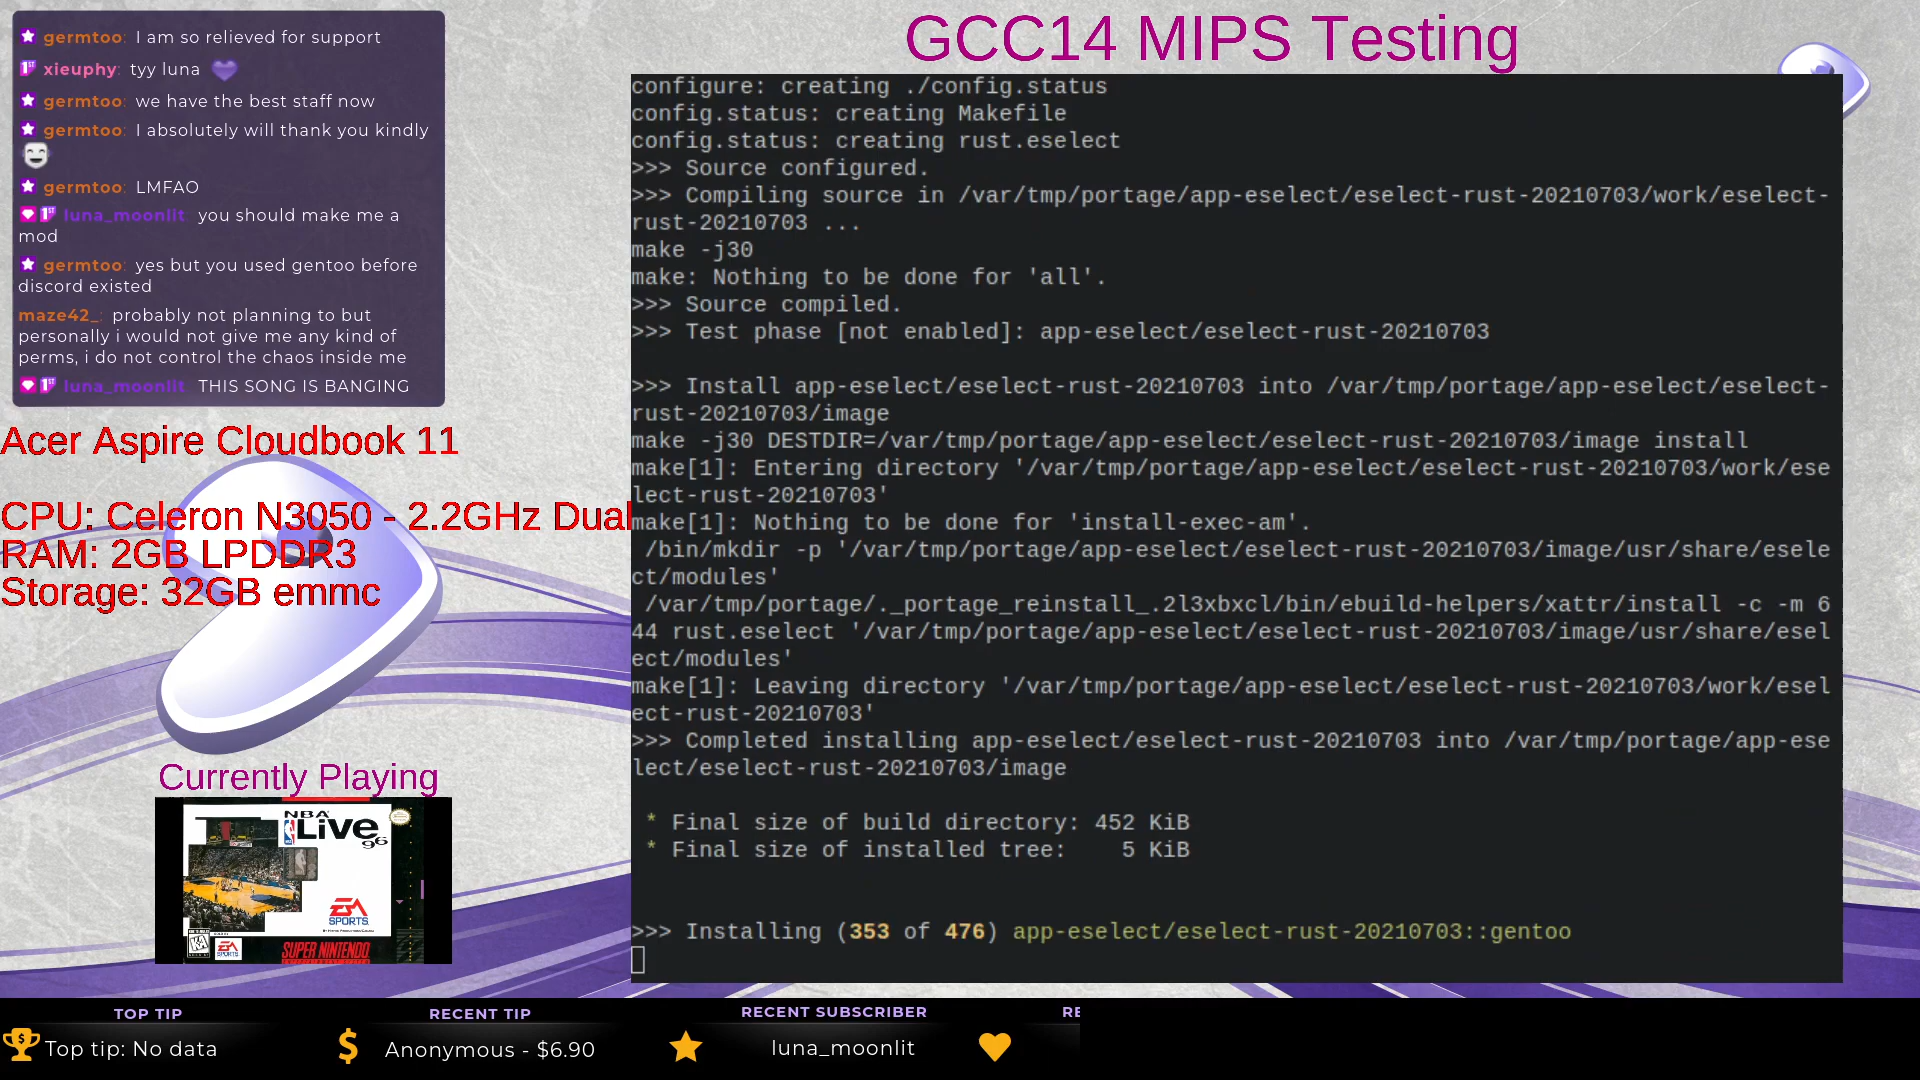 germtoo: I am so relieved for support
xieuphy: tyy luna
germtoo: we have the best staff now
germtoo: I absolutely will thank you kindly
germtoo: LMFAO
luna_moonlit: you should make me a
mod
germtoo: yes but you used gentoo before
discord existed
maze42_: probably not planning to but
personally i would not give me any kind of
perms, i do not control the chaos inside me
luna_moonlit: THIS SONG IS BANGING
Acer Aspire Cloudbook 11
CPU: Celeron N3050 - 2.2GHz Dual
RAM: 2GB LPDDR3
Storage: 32GB emmc
Currently Playing
NBA
Live
96
EA
SPORTS
KA
EA
SPORTS
SUPER NINTENDO
GCC14 MIPS Testing
configure: creating ./config.status
config.status: creating Makefile
config.status: creating rust.eselect
>>> Source configured.
>>> Compiling source in /var/tmp/portage/app-eselect/eselect-rust-20210703/work/eselect-
rust-20210703 ...
make -j30
make: Nothing to be done for 'all'.
>>> Source compiled.
>>> Test phase [not enabled]: app-eselect/eselect-rust-20210703
>>> Install app-eselect/eselect-rust-20210703 into /var/tmp/portage/app-eselect/eselect-
rust-20210703/image
make -j30 DESTDIR=/var/tmp/portage/app-eselect/eselect-rust-20210703/image install
make[1]: Entering directory '/var/tmp/portage/app-eselect/eselect-rust-20210703/work/ese
lect-rust-20210703'
make[1]: Nothing to be done for 'install-exec-am'.
/bin/mkdir -p '/var/tmp/portage/app-eselect/eselect-rust-20210703/image/usr/share/esele
ct/modules'
/var/tmp/portage/._portage_reinstall_.2l3xbxcl/bin/ebuild-helpers/xattr/install -c -m 6
44 rust.eselect '/var/tmp/portage/app-eselect/eselect-rust-20210703/image/usr/share/esel
ect/modules'
make[1]: Leaving directory '/var/tmp/portage/app-eselect/eselect-rust-20210703/work/esel
ect-rust-20210703'
>>> Completed installing app-eselect/eselect-rust-20210703 into /var/tmp/portage/app-ese
lect/eselect-rust-20210703/image
* Final size of build directory: 452 KiB
* Final size of installed tree: 5 KiB
>>> Installing (353 of 476) app-eselect/eselect-rust-20210703::gentoo
TOP TIP
Top tip: No data
RECENT TIP
Anonymous - $6.90
RECENT SUBSCRIBER
luna_moonlit
RE